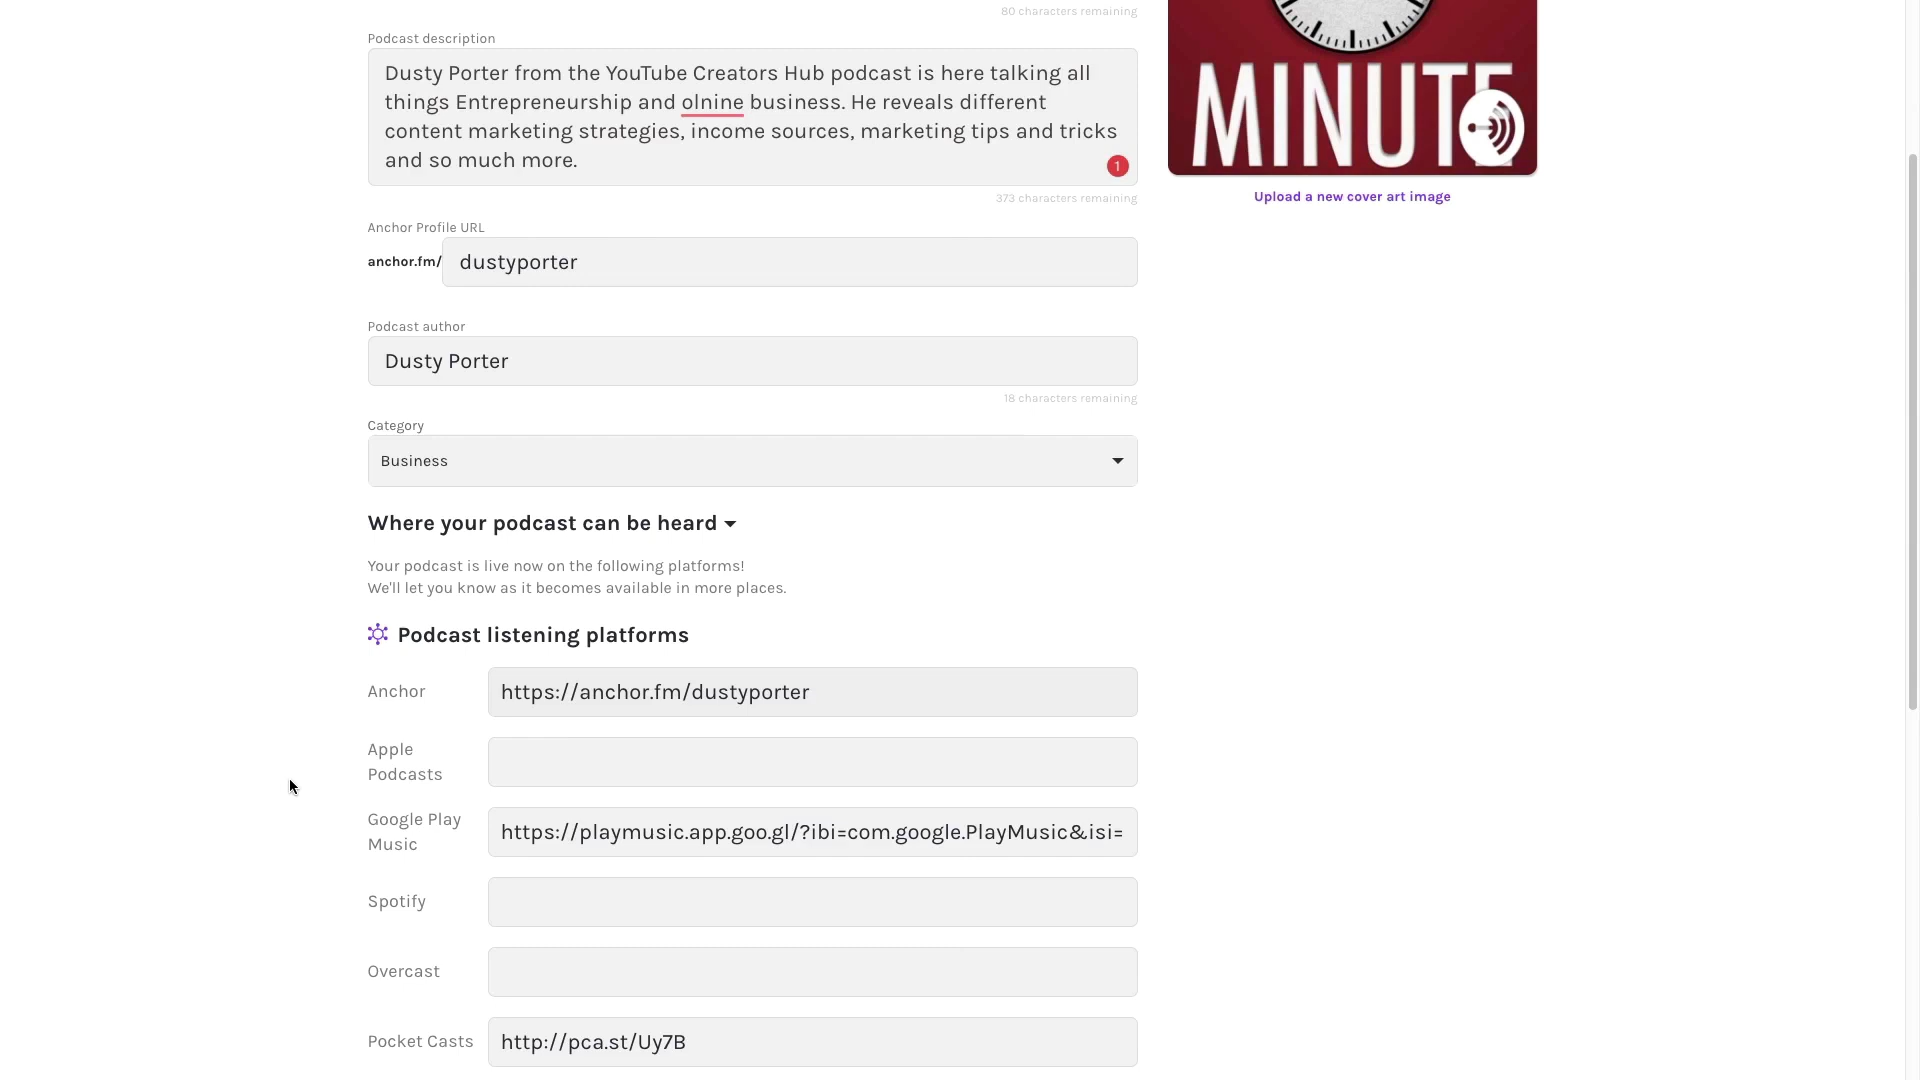 80 characters remaining
Podcast description
Dusty Porter from the YouTube Creators Hub podcast is here talking all
things Entrepreneurship and olnine business. He reveals different
content marketing strategies, income sources, marketing tips and tricks
and so much more.
1
373 characters remaining
MINUTE
Upload a new cover art image
Anchor Profile URL
anchor.fm/ dustyporter
Podcast author
Dusty Porter
18 characters remaining
Category
Business
Where your podcast can be heard
Your podcast is live now on the following platforms!
We'll let you know as it becomes available in more places.
Podcast listening platforms
Anchor
https://anchor.fm/dustyporter
Apple
Podcasts
Google Play
Music
https://playmusic.app.goo.gl/?ibi=com.google.PlayMusic&isi=
Spotify
Overcast
Pocket Casts
http://pca.st/Uy7B